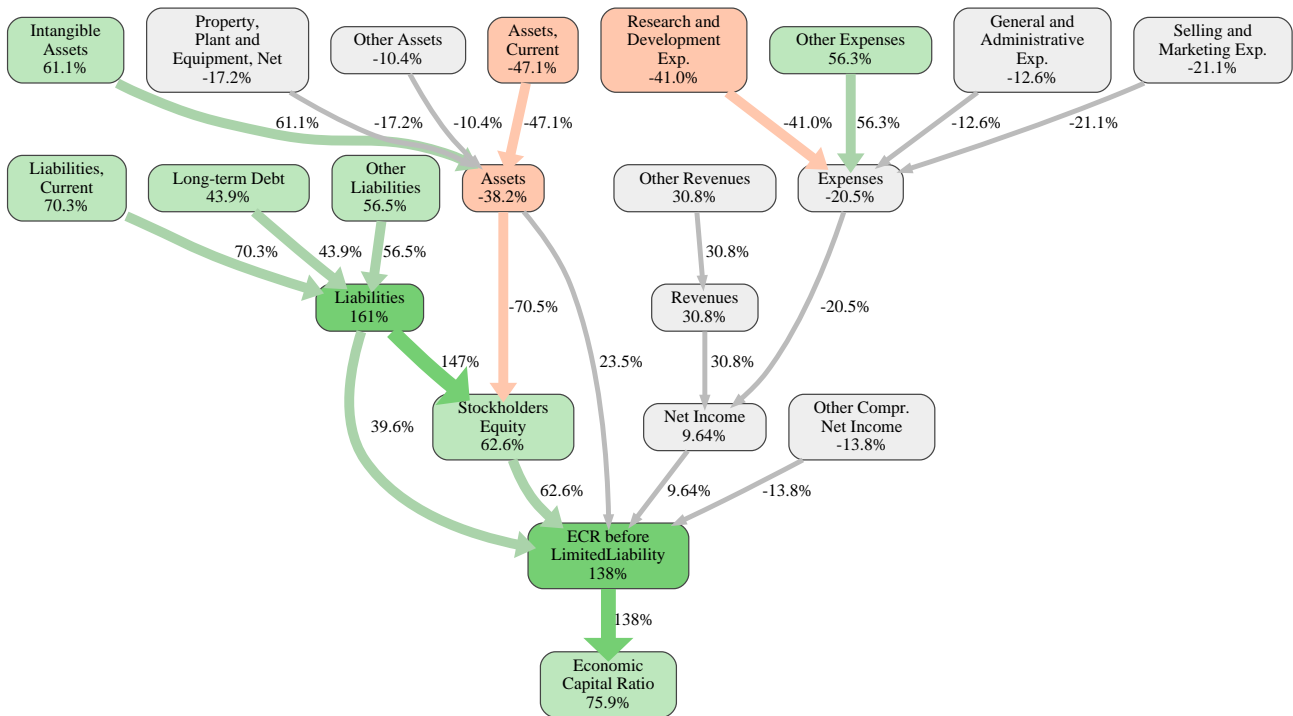 Intangible
Assets
61.1%
Property,
Plant and
Equipment, Net
-17.2%
Other Assets
-10.4%
Assets,
Current
-47.1%
Research and
Development
Exp.
-41.0%
Other Expenses
56.3%
General and
Administrative
Exp.
-12.6%
Selling and
Marketing Exp.
-21.1%
61.1%
-17.2%
-10.4%
-47.1%
-41.0%
56.3%
-12.6%
-21.1%
Liabilities,
Current
70.3%
Long-term Debt
43.9%
Other
Liabilities
56.5%
Assets
-38.2%
Other Revenues
30.8%
Expenses
-20.5%
70.3%
43.9%
56.5%
30.8%
Liabilities
161%
-70.5%
Revenues
30.8%
-20.5%
147%
23.5%
30.8%
Stockholders
Equity
62.6%
39.6%
Net Income
9.64%
Other Compr.
Net Income
-13.8%
62.6%
9.64%
-13.8%
ECR before
LimitedLiability
138%
138%
Economic
Capital Ratio
75.9%